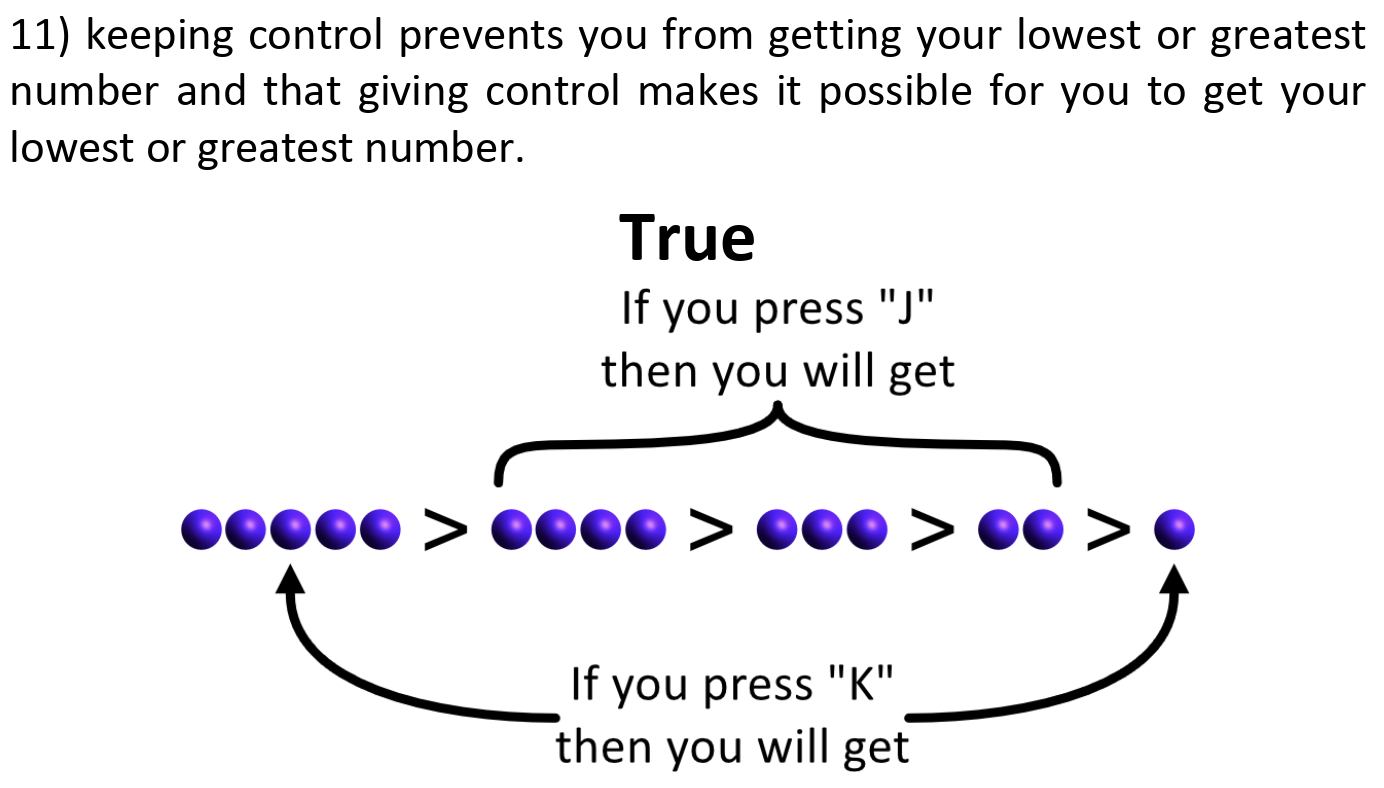 11) keeping control prevents you from getting your lowest or greatest
number and that giving control makes it possible for you to get your
lowest or greatest number.
True
If you press "J"
then you will get
> > > >
If you press "K"
then you will get